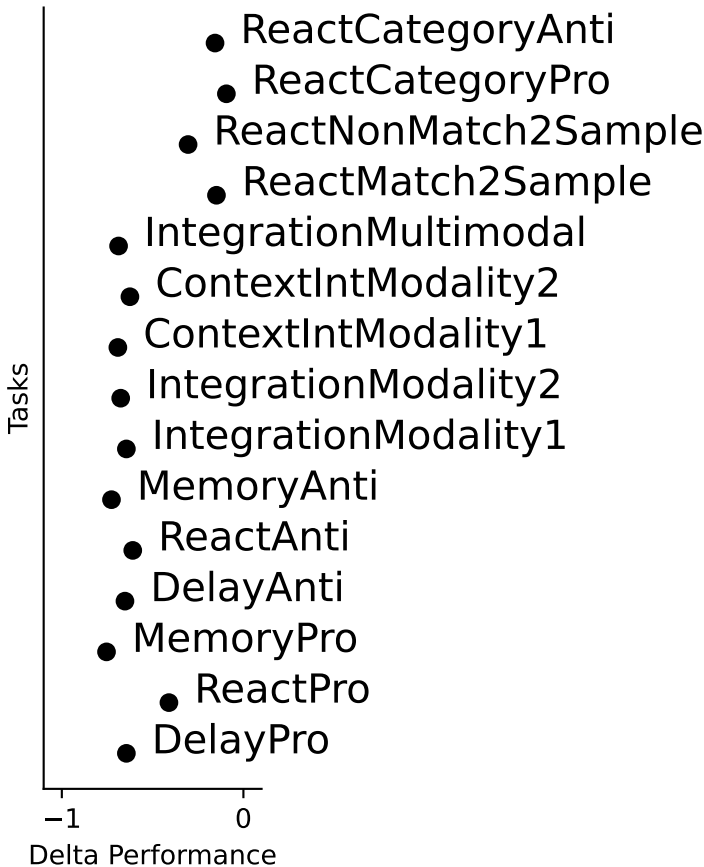 ReactCategoryAnti
ReactCategoryPro
ReactNonMatch2Sample
ReactMatch2Sample
IntegrationMultimodal
ContextIntModality2
ContextIntModality1
IntegrationModality2
IntegrationModality1
MemoryAnti
ReactAnti
DelayAnti
MemoryPro
ReactPro
DelayPro
Tasks
−1 0
Delta Performance